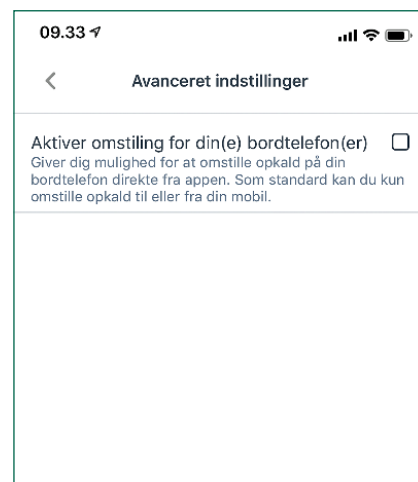 09.33
Avanceret indstillinger
Aktiver omstiling for din(e) bordtelefon(er)
Giver dig mulighed for at omstille opkald på din
bordtelefon direkte fra appen. Som standard kan du kun
omstille opkald til eller fra din mobil.